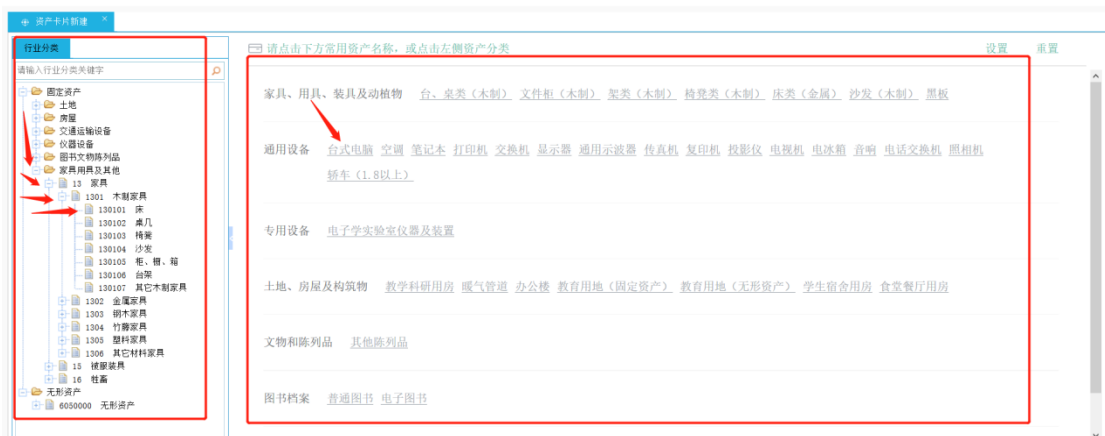 资产卡片新建 ×
行业分类
请输入行业分类关键字
固定资产
土地
房屋
交通运输设备
仪器设备
图书文物陈列品
家具用具及其他
13 家具
1301 木制家具
130101 床
130102 桌几
130103 椅凳
130104 沙发
130105 柜、橱、箱
130106 台架
130107 其它木制家具
1302 金属家具
1303 钢木家具
1304 竹藤家具
1305 塑料家具
1306 其它材料家具
15 被服装具
16 牲畜
无形资产
6050000 无形资产
请点击下方常用资产名称，或点击左侧资产分类 设置 重置
家具、用具、装具及动植物 台、桌类（木制） 文件柜（木制） 架类（木制） 椅凳类（木制） 床类（金属） 沙发（木制） 黑板
通用设备 台式电脑 空调 笔记本 打印机 交换机 显示器 通用示波器 传真机 复印机 投影仪 电视机 电冰箱 音响 电话交换机 照相机
轿车（1.8以上）
专用设备 电子学实验室仪器及装置
土地、房屋及构筑物 教学科研用房 暖气管道 办公楼 教育用地（固定资产） 教育用地（无形资产） 学生宿舍用房 食堂餐厅用房
文物和陈列品 其他陈列品
图书档案 普通图书 电子图书